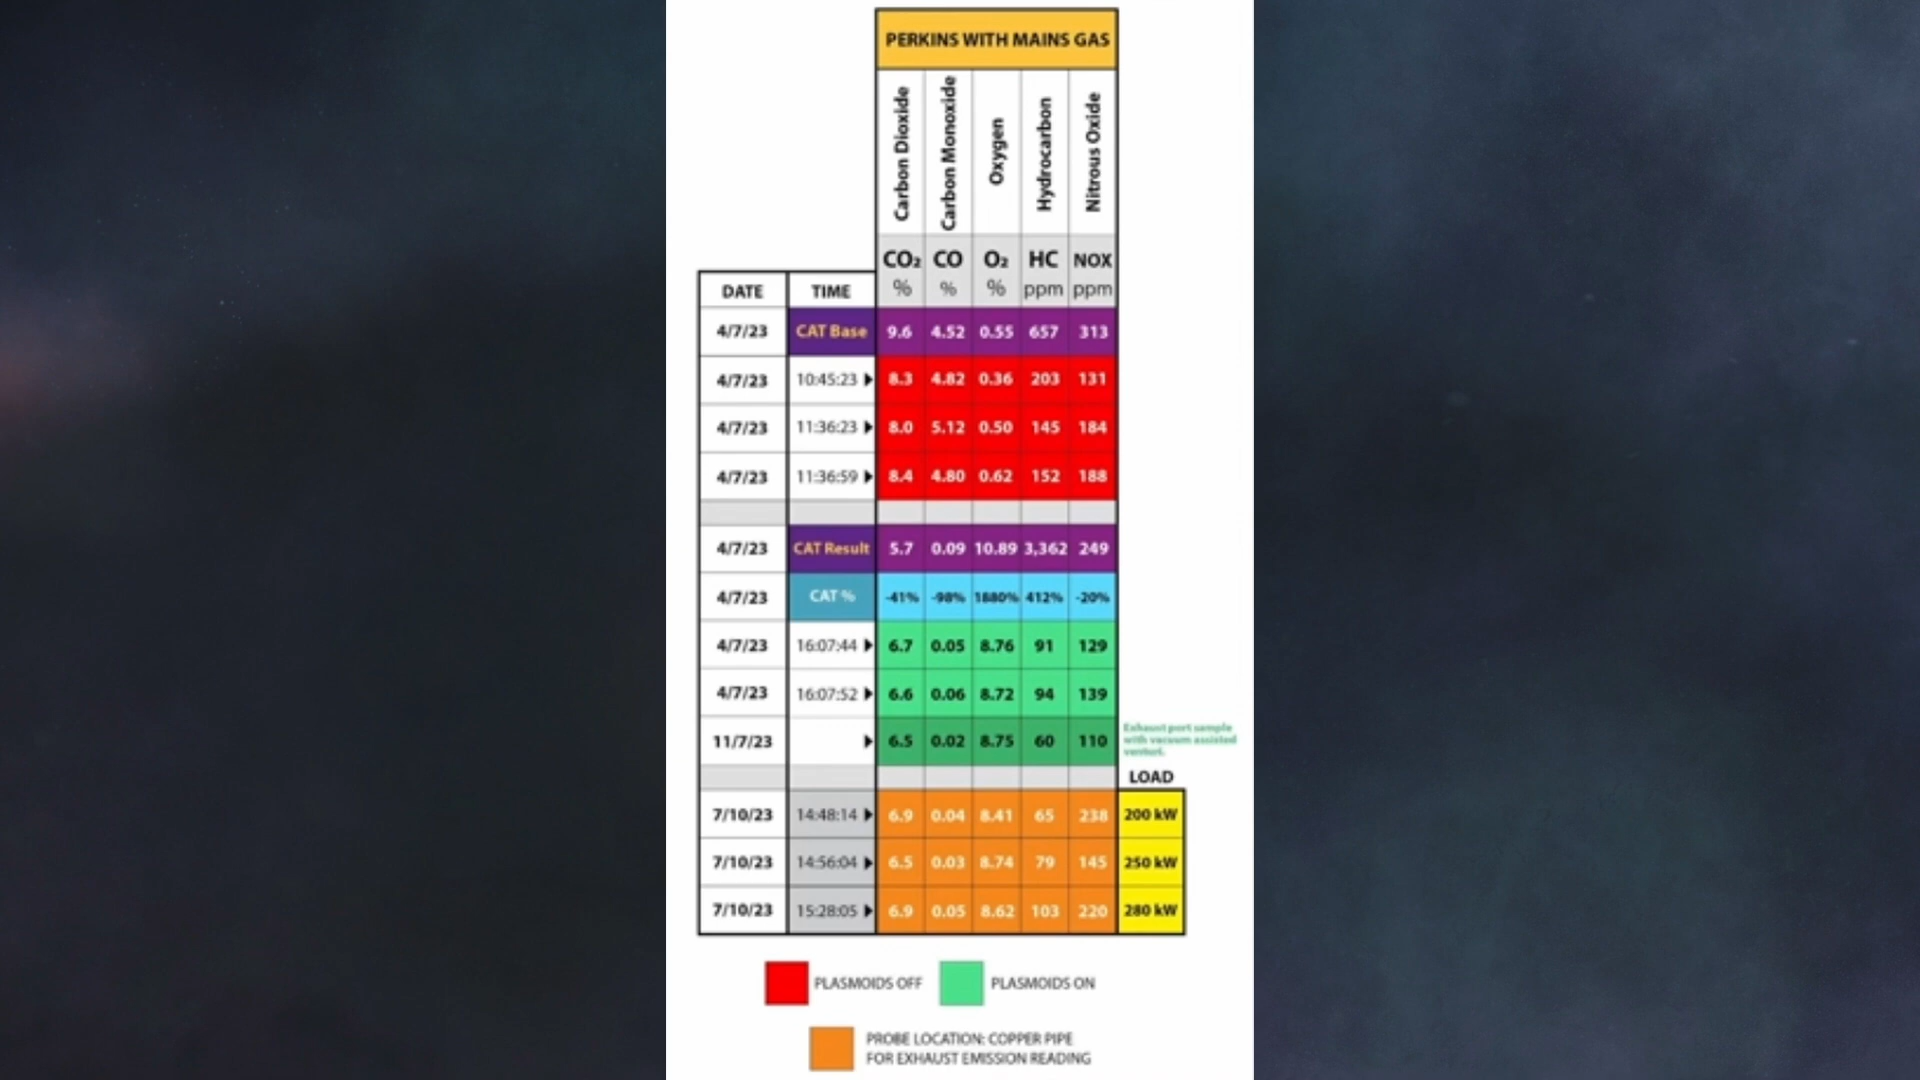 PERKINS WITH MAINS GAS
Carbon Dioxide Carbon Monoxide Oxygen Hydrocarbon Nitrous Oxide
CO₂ CO O₂ HC NOX
DATE TIME % % % ppm ppm
4/7/23 CAT Base 9.6 4.52 0.55 657 313
4/7/23 10:45:23 8.3 4.82 0.36 203 131
4/7/23 11:36:23 8.0 5.12 0.50 145 184
4/7/23 11:36:59 8.4 4.80 0.62 152 188
4/7/23 CAT Result 5.7 0.09 10.89 3,362 249
4/7/23 CAT % -41% -98% 1880% 412% -20%
4/7/23 16:07:44 6.7 0.05 8.76 91 129
4/7/23 16:07:52 6.6 0.06 8.72 94 139
11/7/23 6.5 0.02 8.75 60 110
Exhaust port sample
with vacuum assisted
venturi.
LOAD
7/10/23 14:48:14 6.9 0.04 8.41 65 238 200 kW
7/10/23 14:56:04 6.5 0.03 8.74 79 145 250 kW
7/10/23 15:28:05 6.9 0.05 8.62 103 220 280 kW
PLASMOIDS OFF PLASMOIDS ON
PROBE LOCATION: COPPER PIPE
FOR EXHAUST EMISSION READING